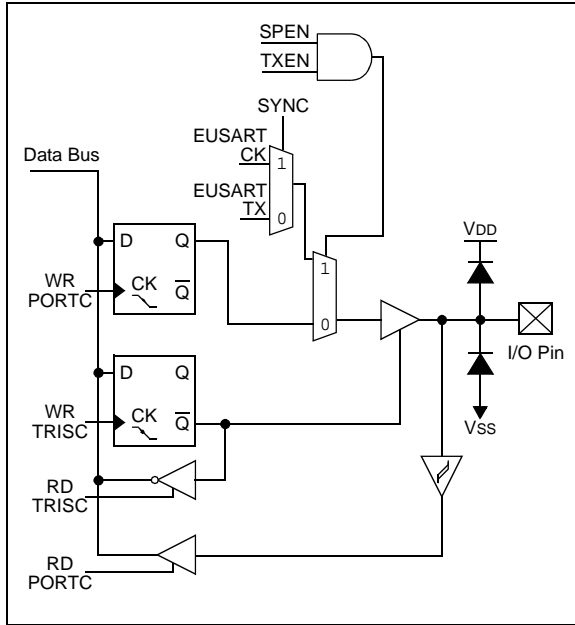 SPEN
TXEN
SYNC
EUSART
CK
1
EUSART
TX
0
Data Bus
D Q
WR
PORTC
CK
Q
1
0
VDD
I/O Pin
VSS
D Q
WR
TRISC
CK
Q
RD
TRISC
RD
PORTC